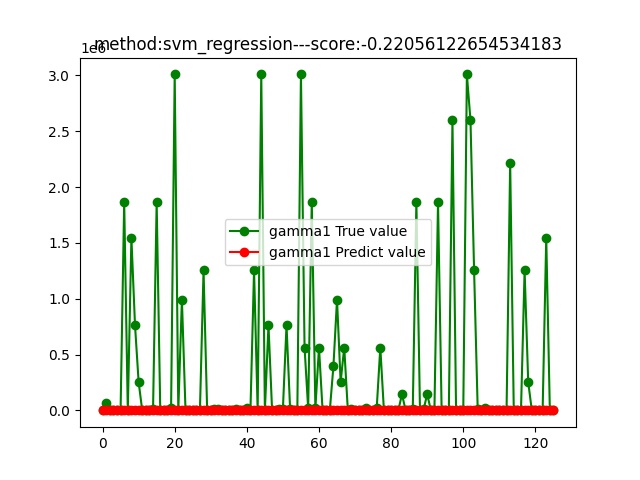 method:svm_regression---score:-0.22056122654534183
1e6
3.0
2.5
2.0
1.5
1.0
0.5
0.0
gamma1 True value
gamma1 Predict value
0 20 40 60 80 100 120